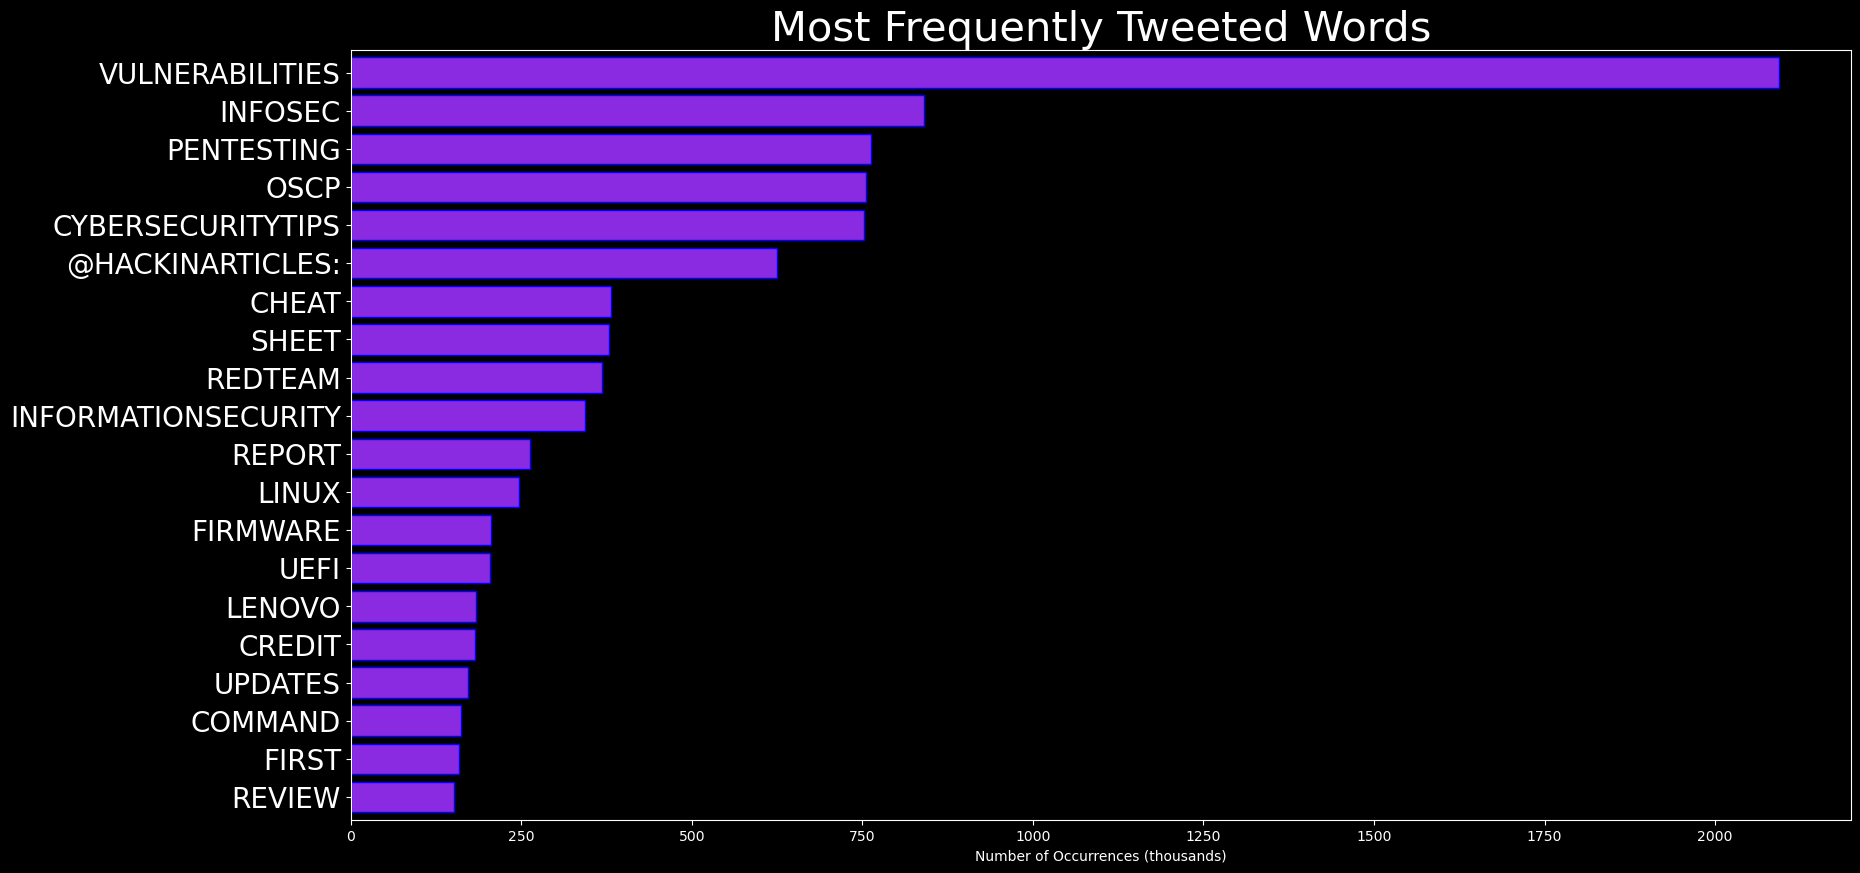 Most Frequently Tweeted Words
VULNERABILITIES
INFOSEC
PENTESTING
OSCP
CYBERSECURITYTIPS
@HACKINARTICLES:
CHEAT
SHEET
REDTEAM
INFORMATIONSECURITY
REPORT
LINUX
FIRMWARE
UEFI
LENOVO
CREDIT
UPDATES
COMMAND
FIRST
REVIEW
0 250 500 750 1000 1250 1500 1750 2000
Number of Occurrences (thousands)